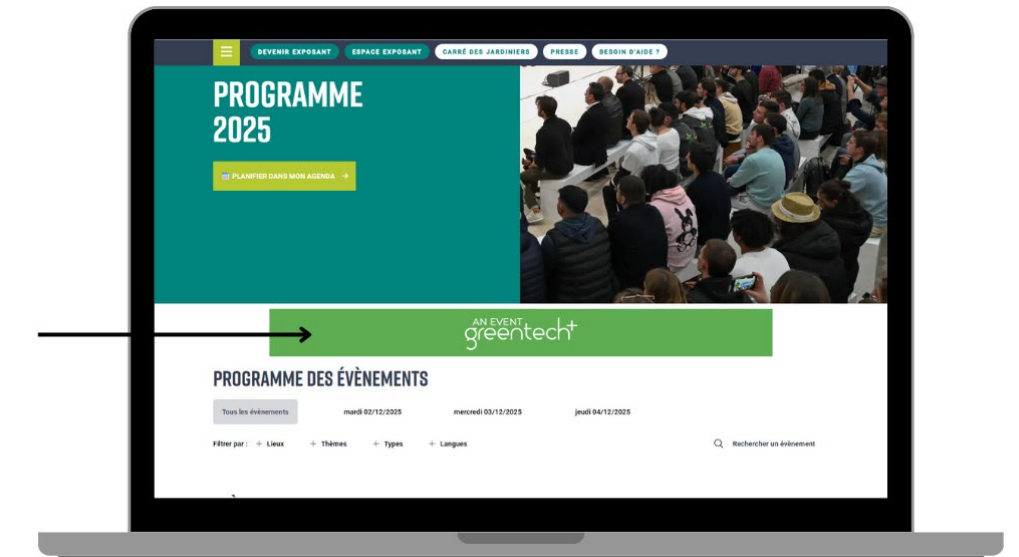 DEVENIR EXPOSANT ESPACE EXPOSANT CARRÉ DES JARDINIERS PRESSE BESOIN D'AIDE ?
PROGRAMME
2025
PLANIFIER DANS MON AGENDA →
AN EVENT
greentech+
PROGRAMME DES ÉVÈNEMENTS
Tous les évènements mardi 02/12/2025 mercredi 03/12/2025 jeudi 04/12/2025
Filtrer par : + Lieux + Thèmes + Types + Langues Rechercher un évènement